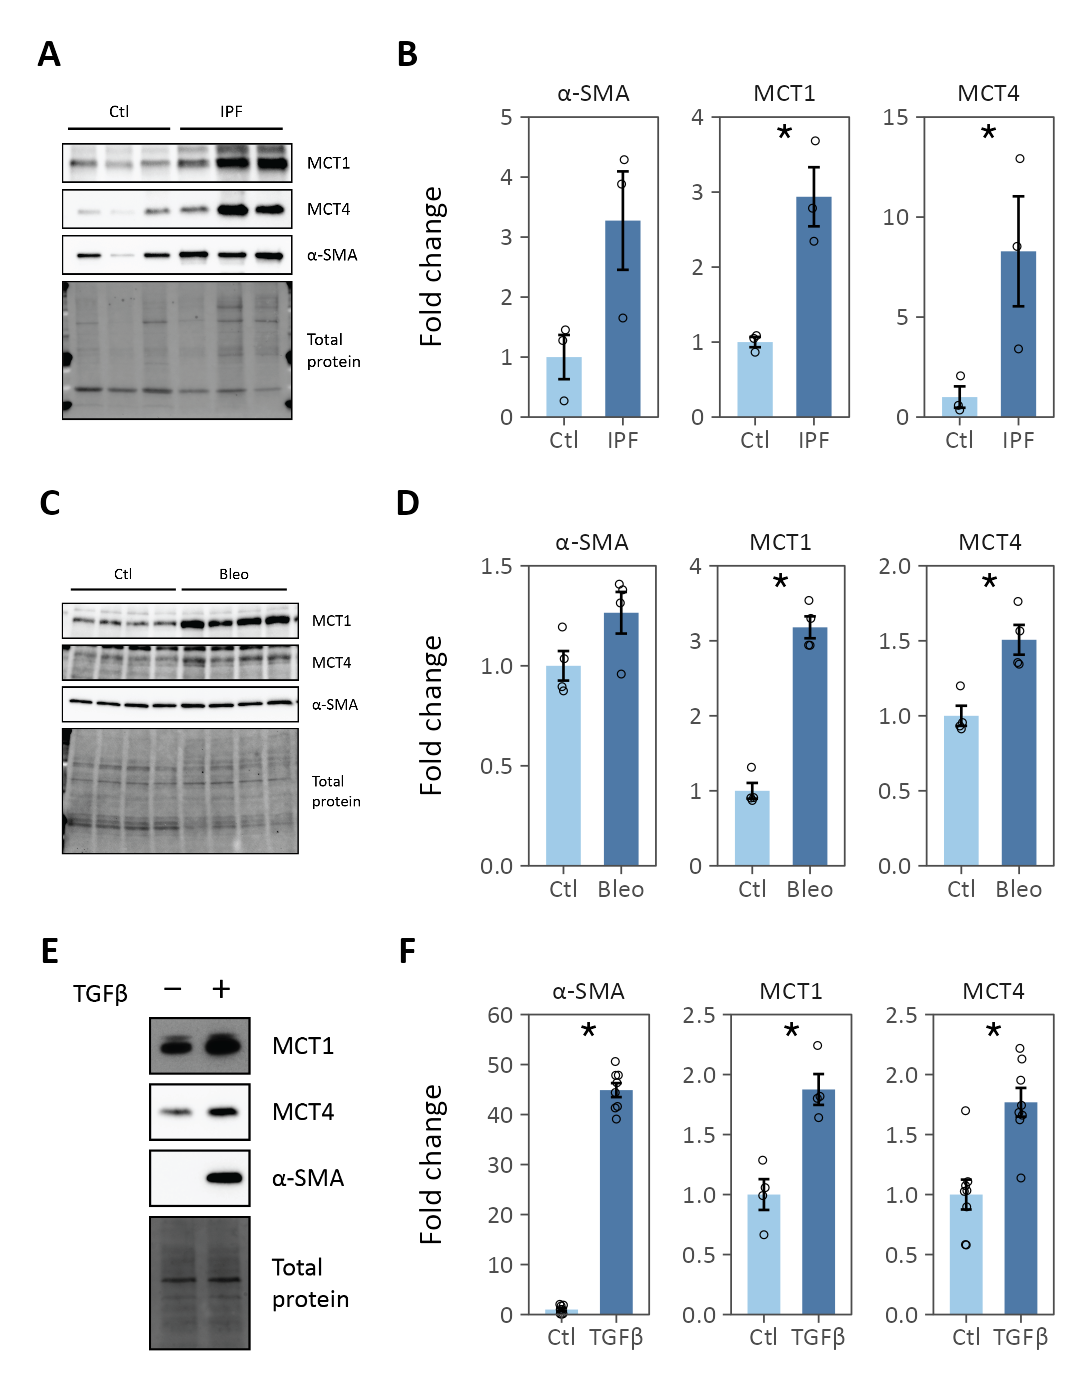 A
Ctl IPF
MCT1
MCT4
α-SMA
Total
protein
B
α-SMA MCT1 MCT4
Fold change
5
4
3
2
1
0
Ctl IPF
*
4
3
2
1
0
Ctl IPF
*
15
10
5
0
Ctl IPF
C
Ctl Bleo
MCT1
MCT4
α-SMA
Total
protein
D
α-SMA MCT1 MCT4
Fold change
1.5
1.0
0.5
0.0
Ctl Bleo
*
4
3
2
1
0
Ctl Bleo
*
2.0
1.5
1.0
0.5
0.0
Ctl Bleo
E
TGFβ − +
MCT1
MCT4
α-SMA
Total
protein
F
α-SMA MCT1 MCT4
Fold change
*
60
50
40
30
20
10
0
Ctl TGFβ
*
2.5
2.0
1.5
1.0
0.5
0.0
Ctl TGFβ
*
2.5
2.0
1.5
1.0
0.5
0.0
Ctl TGFβ